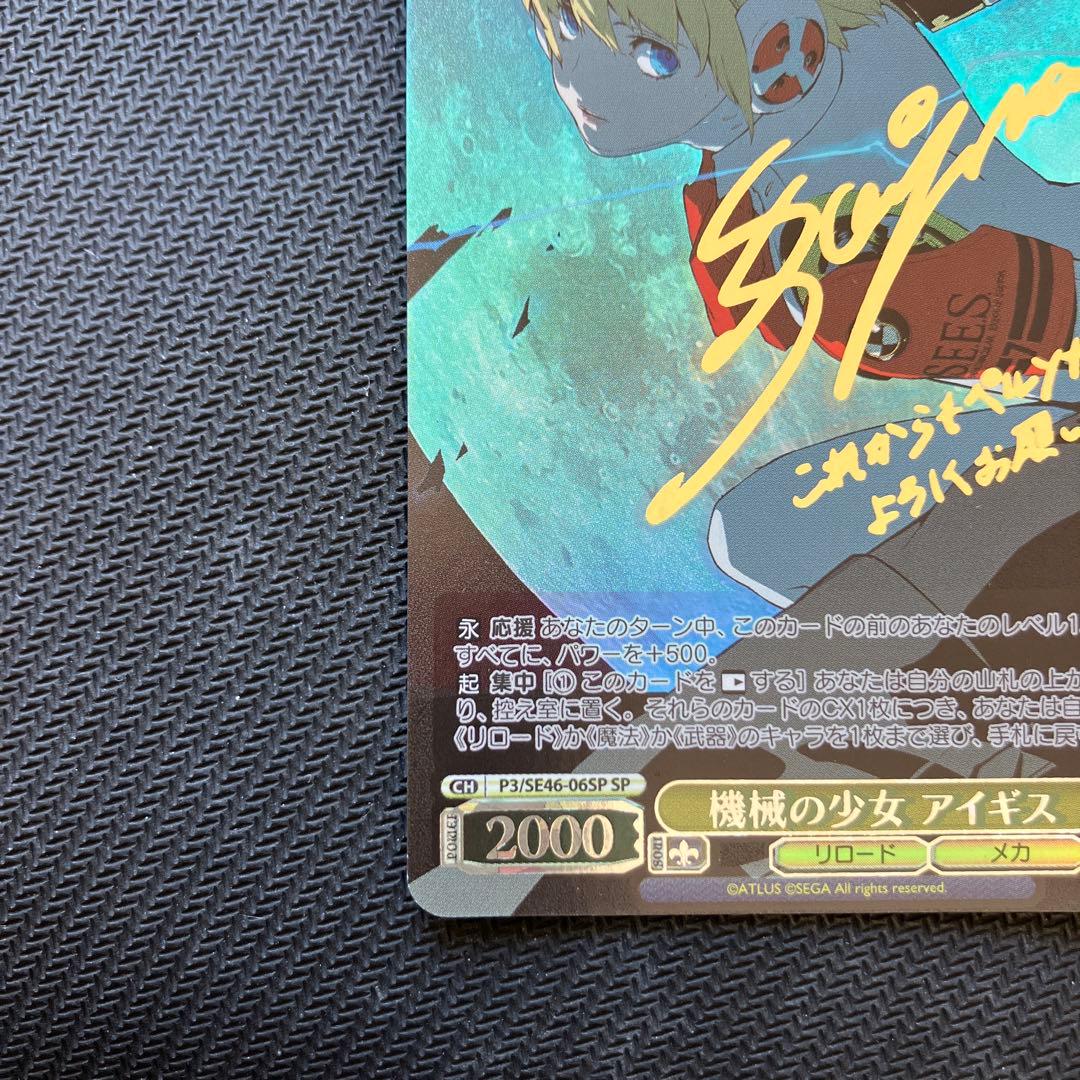 SEES
これからもペルソ
ようにお願い
永 応援 あなたのターン中、このカードの前のあなたのレベル1
すべてに、パワーを+500。
起 集中 [① このカードを する] あなたは自分の山札の上か
り、控え室に置く。それらのカードのCX1枚につき、あなたは自
《リロード》か《魔法》か《武器》のキャラを1枚まで選び、手札に戻
CH P3/SE46-06SP SP
機械の少女 アイギス
POWER 2000
SOUL リロード メカ
©ATLUS ©SEGA All rights reserved.